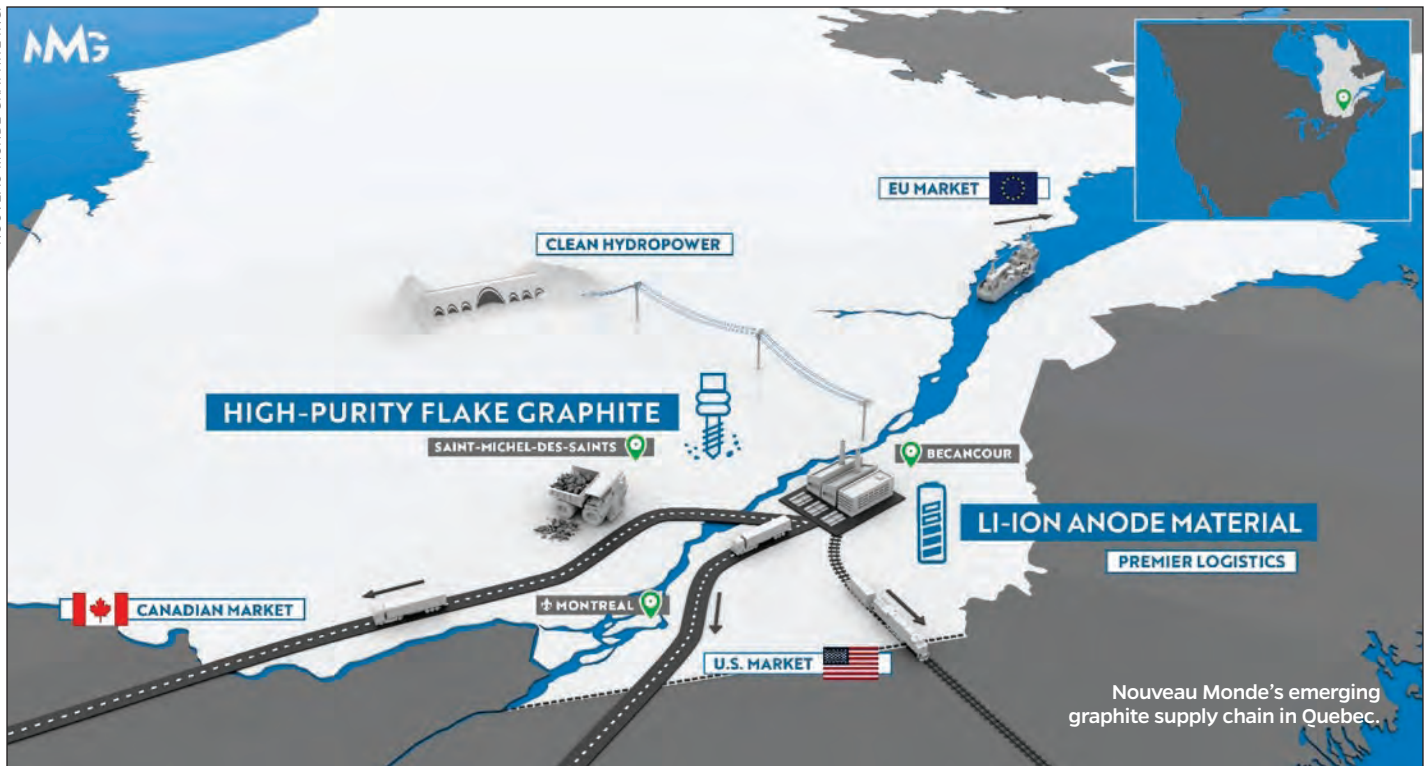 NMG
EU MARKET
CLEAN HYDROPOWER
HIGH-PURITY FLAKE GRAPHITE
SAINT-MICHEL-DES-SAINTS
BECANCOUR
LI-ION ANODE MATERIAL
PREMIER LOGISTICS
CANADIAN MARKET
MONTREAL
U.S. MARKET
Nouveau Monde's emerging
graphite supply chain in Quebec.